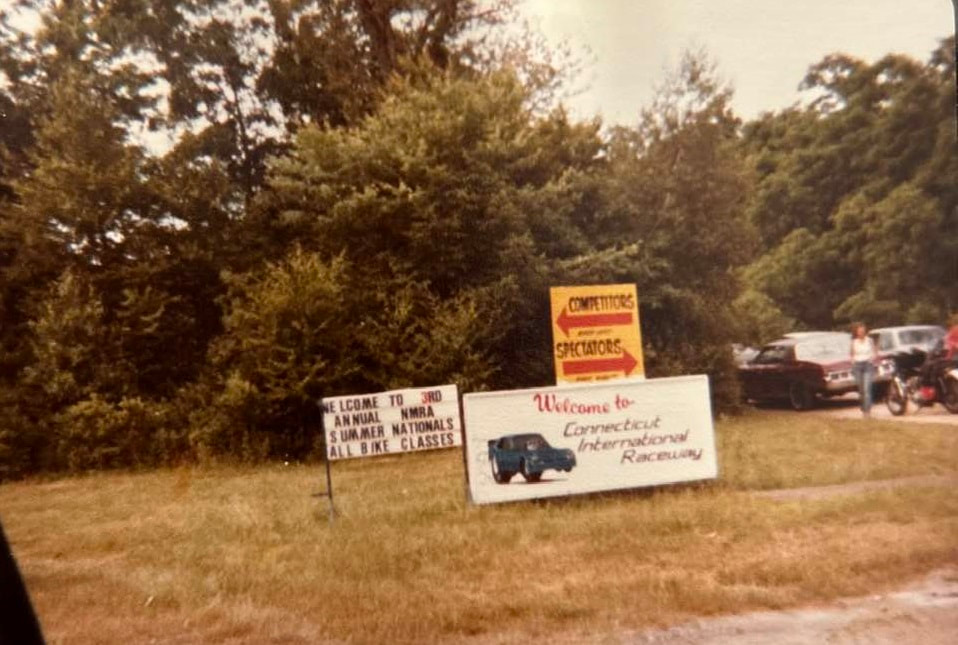 WELCOME TO 3RD
ANNUAL NMRA
SUMMER NATIONALS
ALL BIKE CLASSES
COMPETITORS
SPECTATORS
Welcome to
Connecticut
International
Raceway